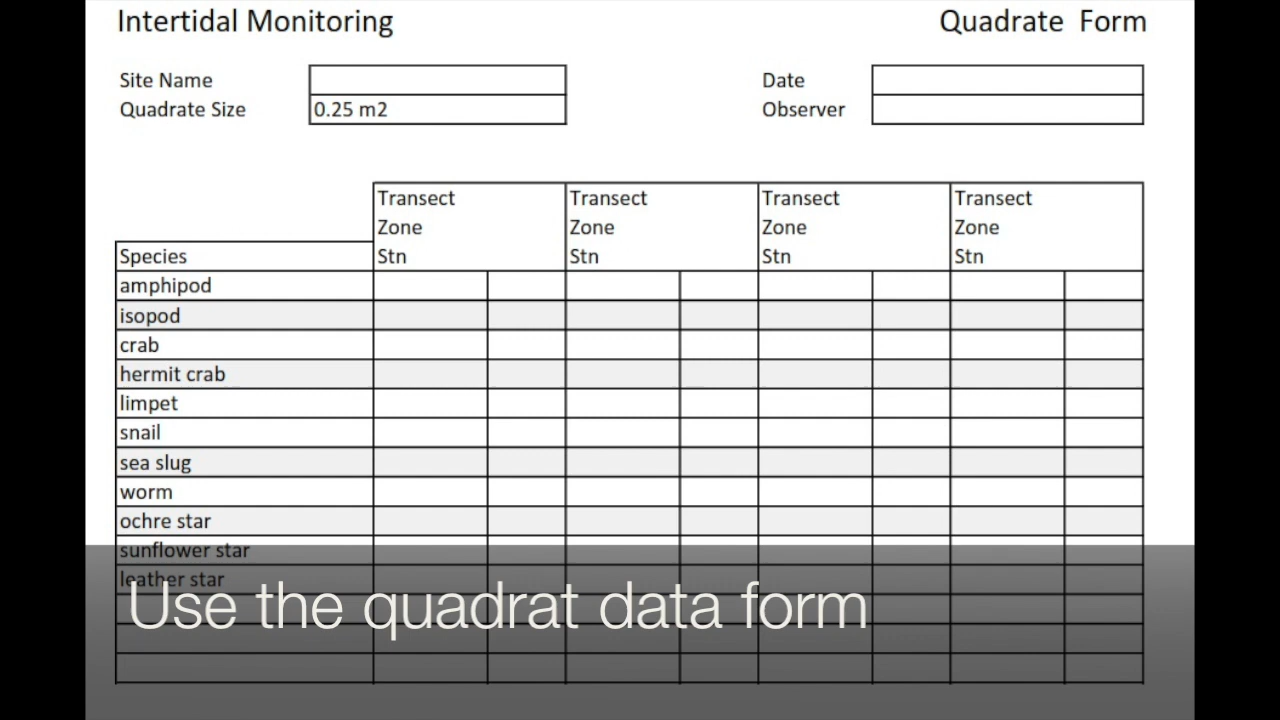 Intertidal Monitoring Quadrate Form
Site Name Date
Quadrate Size 0.25 m2 Observer
Transect Transect Transect Transect
Zone Zone Zone Zone
Species Stn Stn Stn Stn
amphipod
isopod
crab
hermit crab
limpet
snail
sea slug
worm
ochre star
sunflower star
leather star
Use the quadrat data form